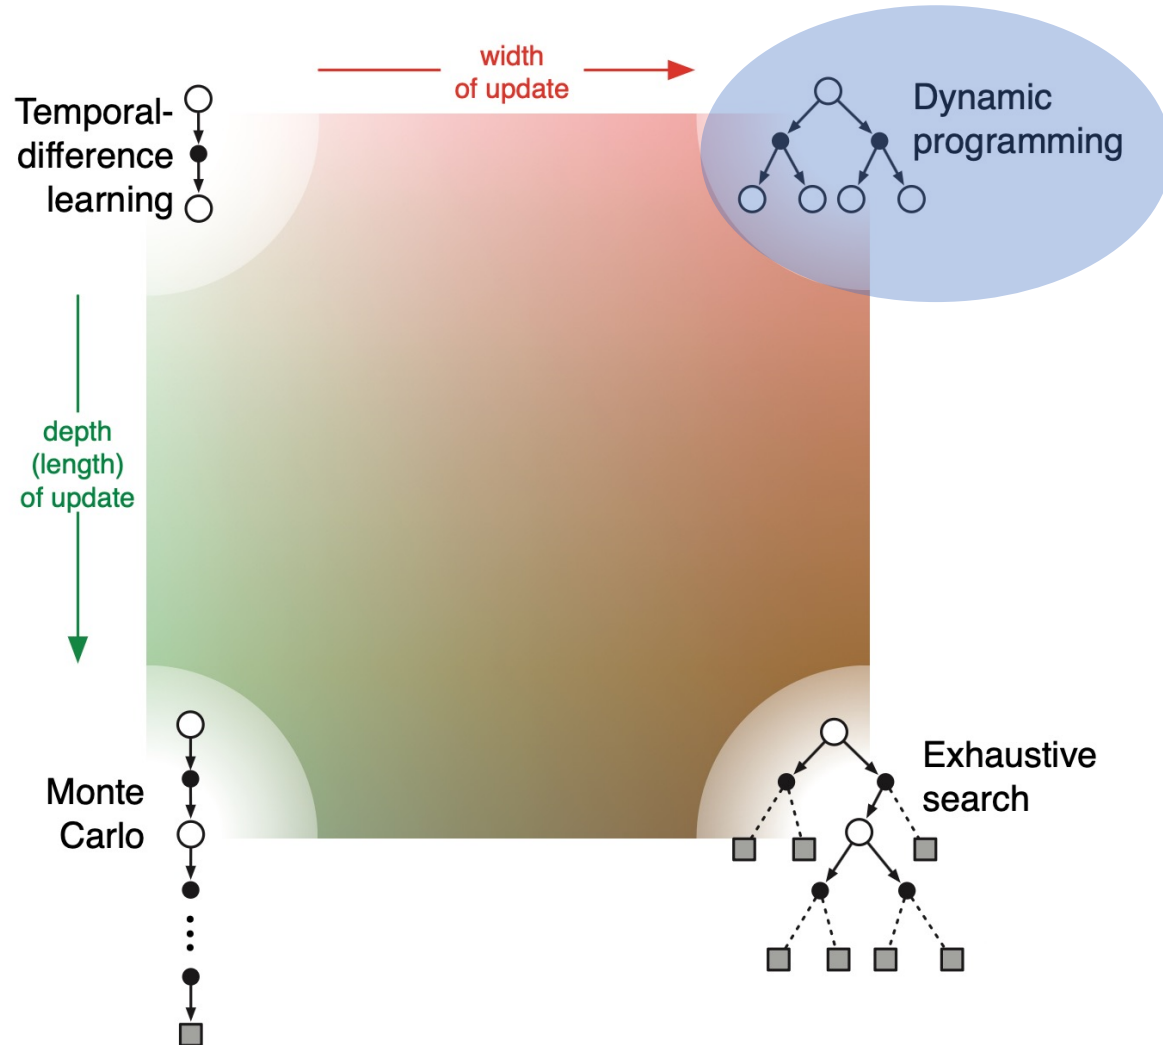 width
of update
Temporal-
difference
learning
Dynamic
programming
depth
(length)
of update
Monte
Carlo
Exhaustive
search